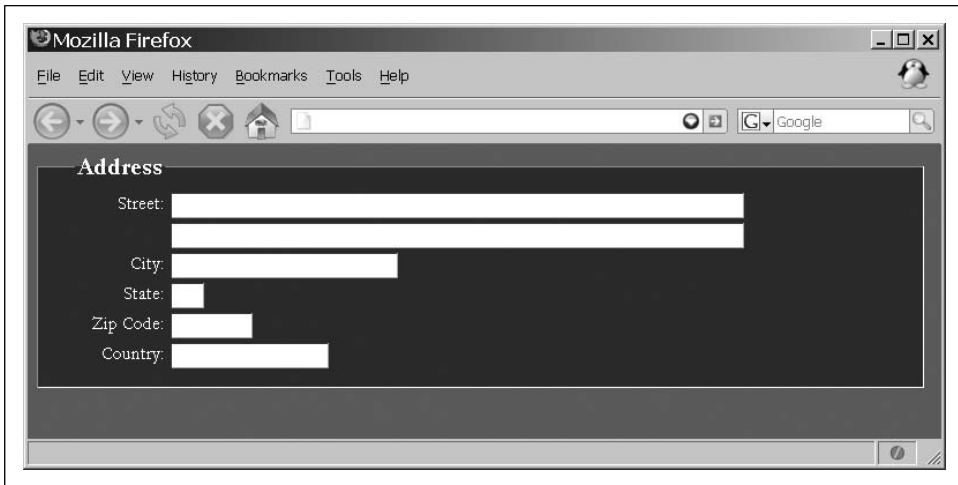 Mozilla Firefox
File Edit View History Bookmarks Tools Help
G Google
Address
Street:
City:
State:
Zip Code:
Country: